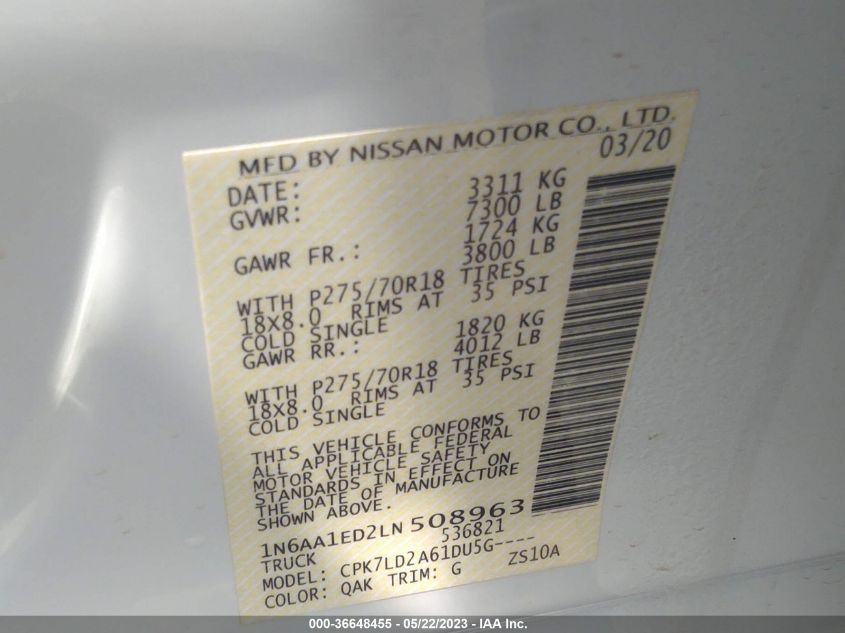 MFD BY NISSAN MOTOR CO., LTD.
DATE: 03/20
GVWR: 3311 KG
7300 LB
GAWR FR.: 1724 KG
3800 LB
WITH P275/70R18 TIRES
18X8.0 RIMS AT 35 PSI
COLD SINGLE
GAWR RR.: 1820 KG
4012 LB
WITH P275/70R18 TIRES
18X8.0 RIMS AT 35 PSI
COLD SINGLE
THIS VEHICLE CONFORMS TO
ALL APPLICABLE FEDERAL
MOTOR VEHICLE SAFETY
STANDARDS IN EFFECT ON
THE DATE OF MANUFACTURE
SHOWN ABOVE.
1N6AA1ED2LN 508963
TRUCK 536821
MODEL: CPK7LD2A61DU5G----
COLOR: QAK TRIM: G ZS10A
000-36648455 - 05/22/2023 - IAA Inc.